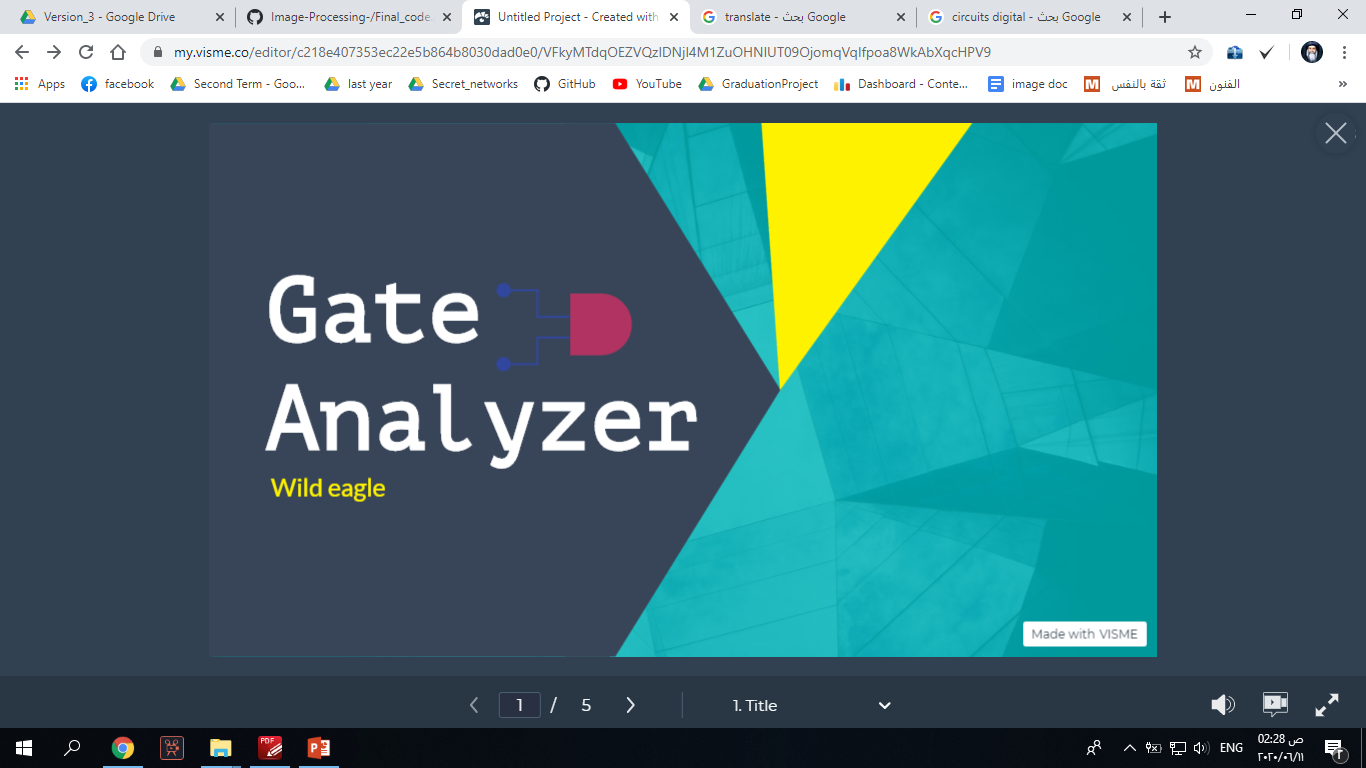 Version_3 - Google Drive
Image-Processing-/Final_code
Untitled Project - Created with
translate - بحث Google
circuits digital - بحث Google
my.visme.co/editor/c218e407353ec22e5b864b8030dad0e0/VFkyMTdqOEZVQzlDNjI4M1ZuOHNIUT09OjomqVqIfpoa8WkAbXqcHPV9
Apps
facebook
Second Term - Goo...
last year
Secret_networks
GitHub
YouTube
GraduationProject
Dashboard - Conte...
image doc
ثقة بالنفس
الفنون
»
Gate
Analyzer
Wild eagle
Made with VISME
1 / 5
1. Title
PDF
ENG
02:28 ص
٢٠٢٠/٠٦/١١